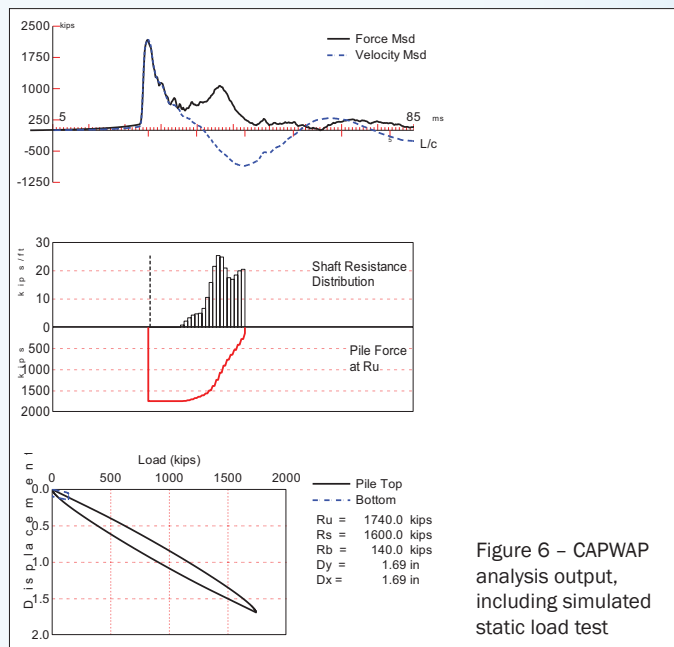 2500 kips
1750
1000
250
-500
-1250
5
85 ms
L/c
Force Msd
Velocity Msd
30
20
10
0
kips/ft
Shaft Resistance
Distribution
500
1000
1500
2000
kips
Pile Force
at Ru
Load (kips)
0 500 1000 1500 2000
0.0
0.5
1.0
1.5
2.0
Pile Top
Bottom
Ru = 1740.0 kips
Rs = 1600.0 kips
Rb = 140.0 kips
Dy = 1.69 in
Dx = 1.69 in
Figure 6 – CAPWAP
analysis output,
including simulated
static load test